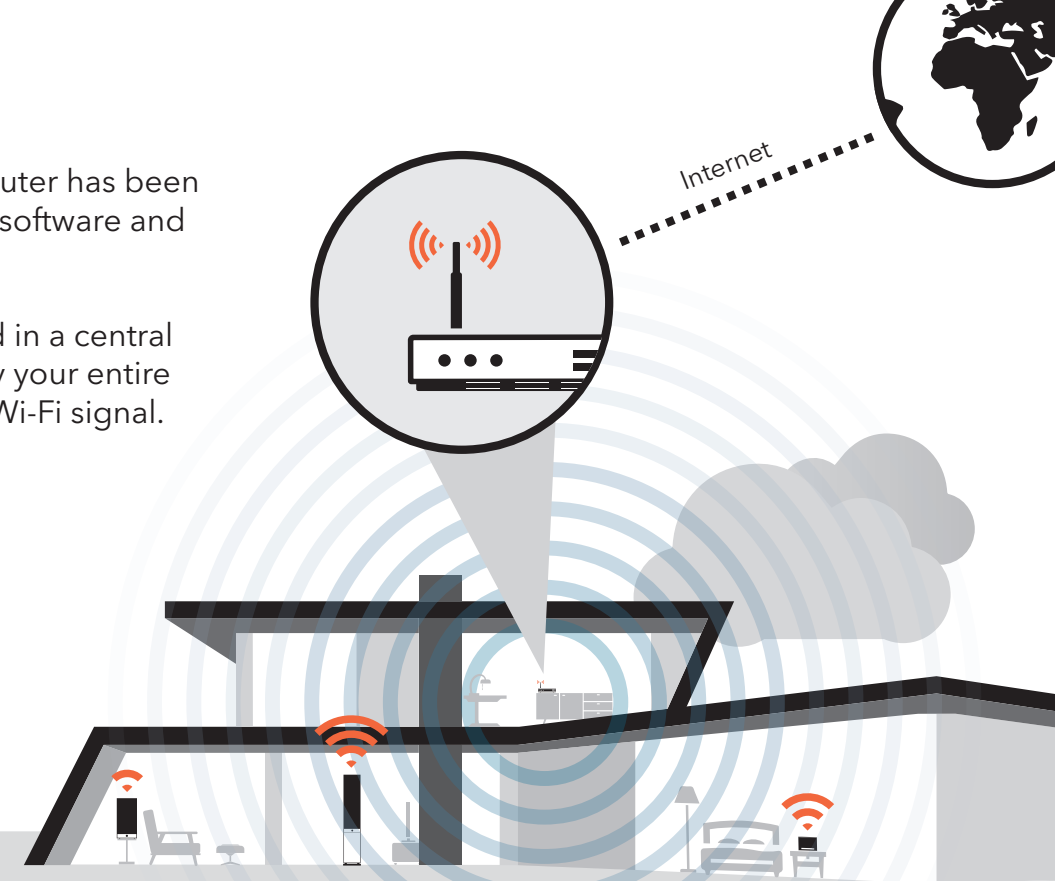 uter has been
software and
d in a central
y your entire
Wi-Fi signal.
Internet